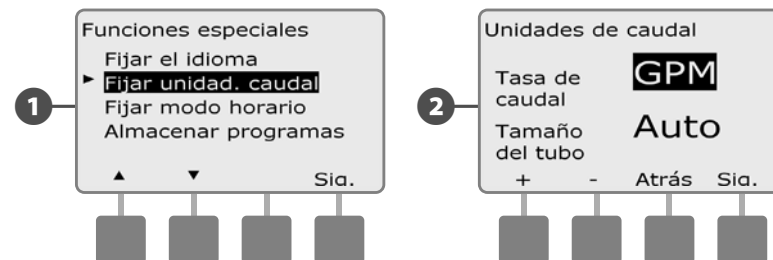 1
Funciones especiales
Fijar el idioma
► Fijar unidad. caudal
Fijar modo horario
Almacenar programas
▲ ▼ Sig.
2
Unidades de caudal
Tasa de caudal GPM
Tamaño del tubo Auto
+ - Atrás Sig.